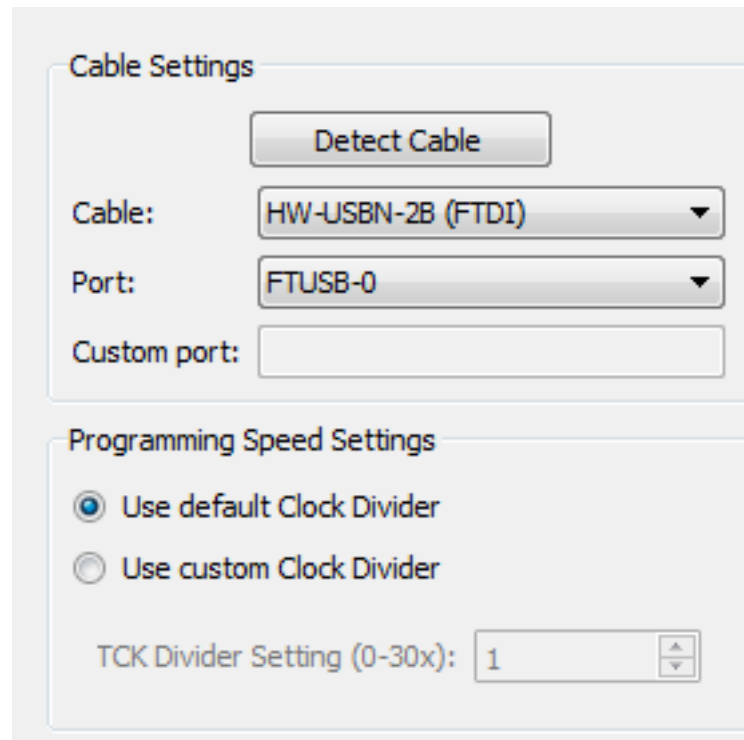 Cable Settings
Detect Cable
Cable: HW-USBN-2B (FTDI)
Port: FTUSB-0
Custom port:
Programming Speed Settings
Use default Clock Divider
Use custom Clock Divider
TCK Divider Setting (0-30x): 1